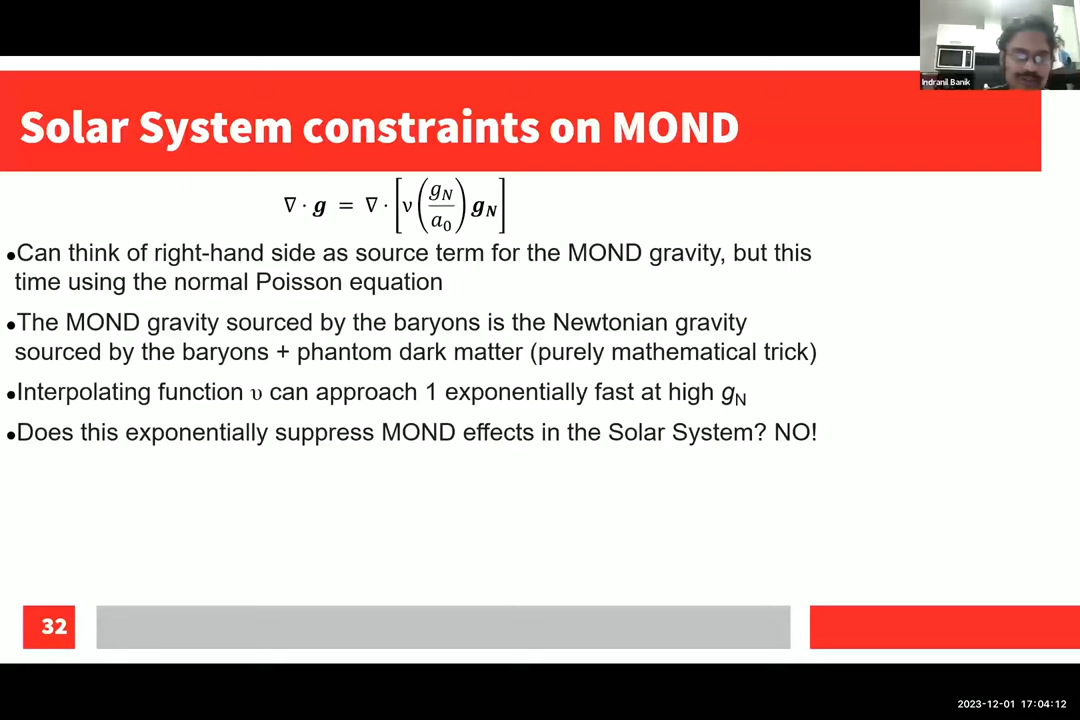 Indranil Banik
Solar System constraints on MOND
∇ · g = ∇ · [ν(g_N/a_0) g_N]
●Can think of right-hand side as source term for the MOND gravity, but this
time using the normal Poisson equation
●The MOND gravity sourced by the baryons is the Newtonian gravity
sourced by the baryons + phantom dark matter (purely mathematical trick)
●Interpolating function υ can approach 1 exponentially fast at high g_N
●Does this exponentially suppress MOND effects in the Solar System? NO!
32
2023-12-01 17:04:12